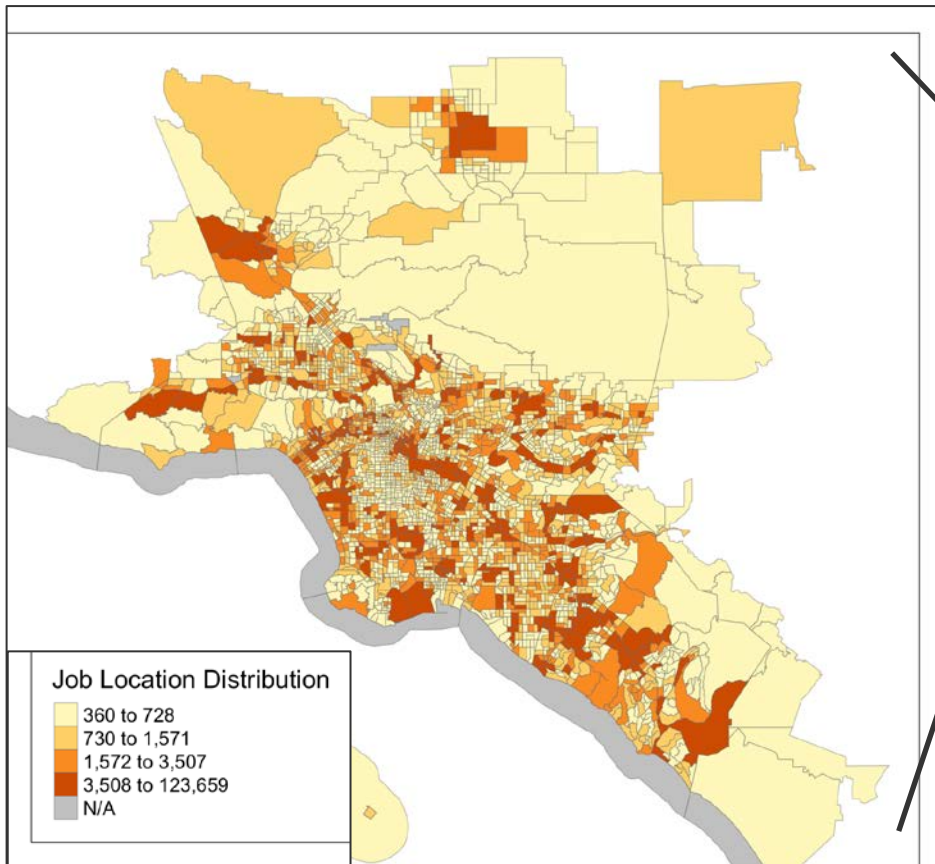 Job Location Distribution
360 to 728
730 to 1,571
1,572 to 3,507
3,508 to 123,659
N/A